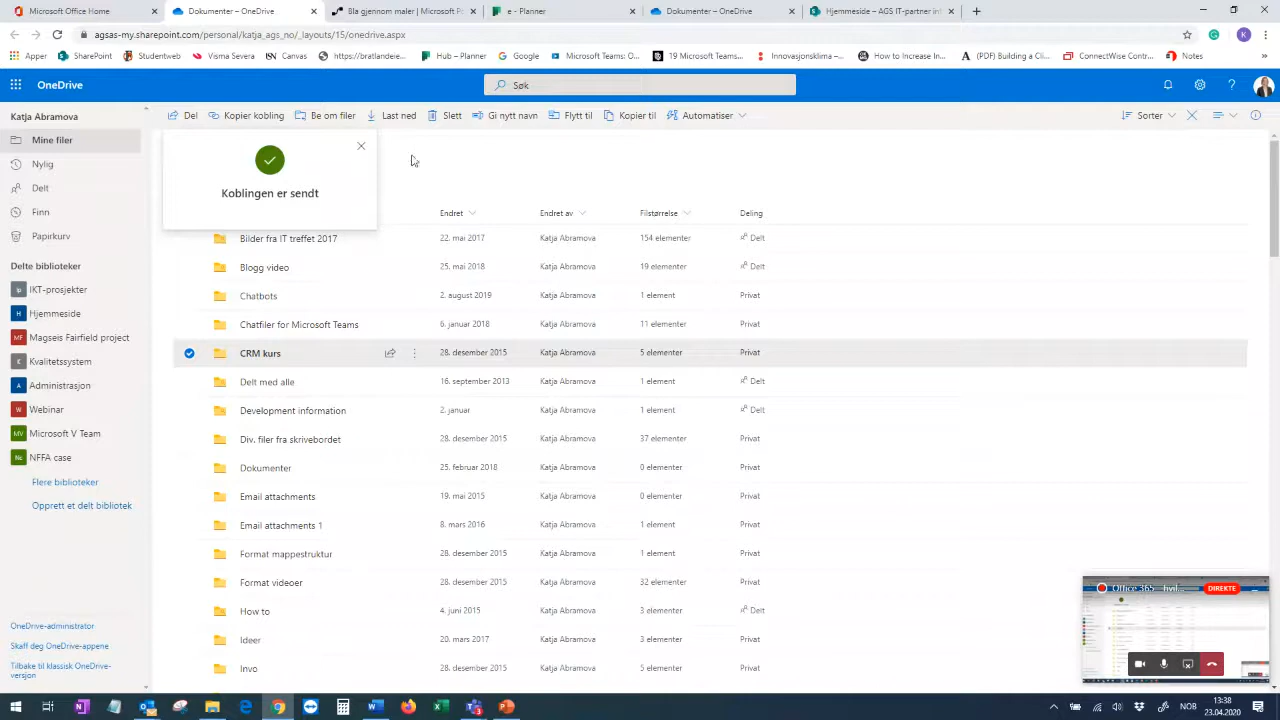 Microsoft Office Home
Dokumenter – OneDrive
Bla gjennom maler | Microsoft P
e - Planner
Dokumenter – OneDrive
Hjemmeside – AGS IT-partner in
agsas-my.sharepoint.com/personal/katja_ags_no/_layouts/15/onedrive.aspx
K
Apper
SharePoint
Studentweb
Visma Severa
Canvas
https://bratlandeie...
Hub – Planner
Google
Microsoft Teams: O...
19 Microsoft Teams...
Innovasjonsklima –...
How to Increase In...
(PDF) Building a Cli...
ConnectWise Contr...
Notes
OneDrive
Søk
Katja Abramova
Del
Kopier kobling
Be om filer
Last ned
Slett
Gi nytt navn
Flytt til
Kopier til
Automatiser
Sorter
Mine filer
Nylig
Delt
Finn
Papirkurv
Delte biblioteker
IKT-prosjekter
H Hjemmeside
MF Magseis Fairfield project
K Kvalitetssystem
A Administrasjon
W Webinar
MV Microsoft V Team
Nc NFFA case
Flere biblioteker
Opprett et delt bibliotek
OneDrive-administrator
Skaff deg OneDrive-appene
Tilbake til klassisk OneDrive-
versjon
Koblingen er sendt
Endret
Endret av
Filstørrelse
Deling
Bilder fra IT treffet 2017 22. mai 2017 Katja Abramova 154 elementer Delt
Blogg video 25. mai 2018 Katja Abramova 19 elementer Delt
Chatbots 2. august 2019 Katja Abramova 1 element Privat
Chatfiler for Microsoft Teams 6. januar 2018 Katja Abramova 11 elementer Privat
CRM kurs 28. desember 2015 Katja Abramova 5 elementer Privat
Delt med alle 16. september 2013 Katja Abramova 1 element Delt
Development information 2. januar Katja Abramova 1 element Delt
Div. filer fra skrivebordet 28. desember 2015 Katja Abramova 37 elementer Privat
Dokumenter 25. februar 2018 Katja Abramova 0 elementer Privat
Email attachments 19. mai 2015 Katja Abramova 0 elementer Privat
Email attachments 1 8. mars 2016 Katja Abramova 1 element Privat
Format mappestruktur 28. desember 2015 Katja Abramova 1 element Privat
Format videoer 28. desember 2015 Katja Abramova 32 elementer Privat
How to 4. juni 2015 Katja Abramova 3 elementer Delt
Ideer 20. mars 2017 Katja Abramova 3 elementer Privat
Invo 28. desember 2015 Katja Abramova 5 elementer Privat
Office 365 - hvil...
DIREKTE
NOB
13:38
23.04.2020